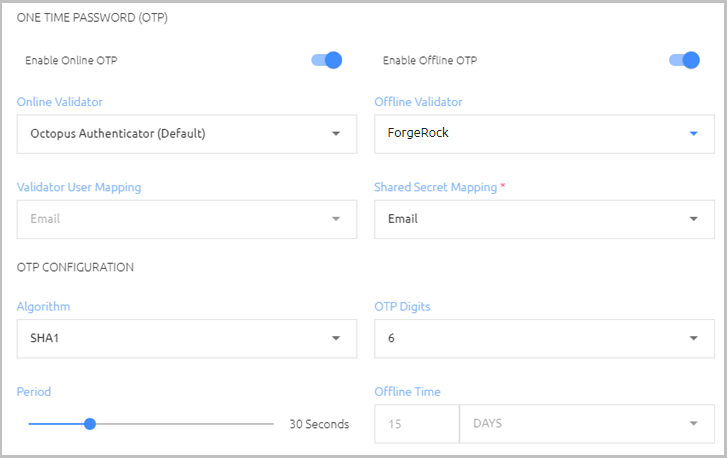 ONE TIME PASSWORD (OTP)
Enable Online OTP
Enable Offline OTP
Online Validator
Offline Validator
Octopus Authenticator (Default)
ForgeRock
Validator User Mapping
Shared Secret Mapping *
Email
Email
OTP CONFIGURATION
Algorithm
OTP Digits
SHA1
6
Period
Offline Time
30 Seconds
15
DAYS